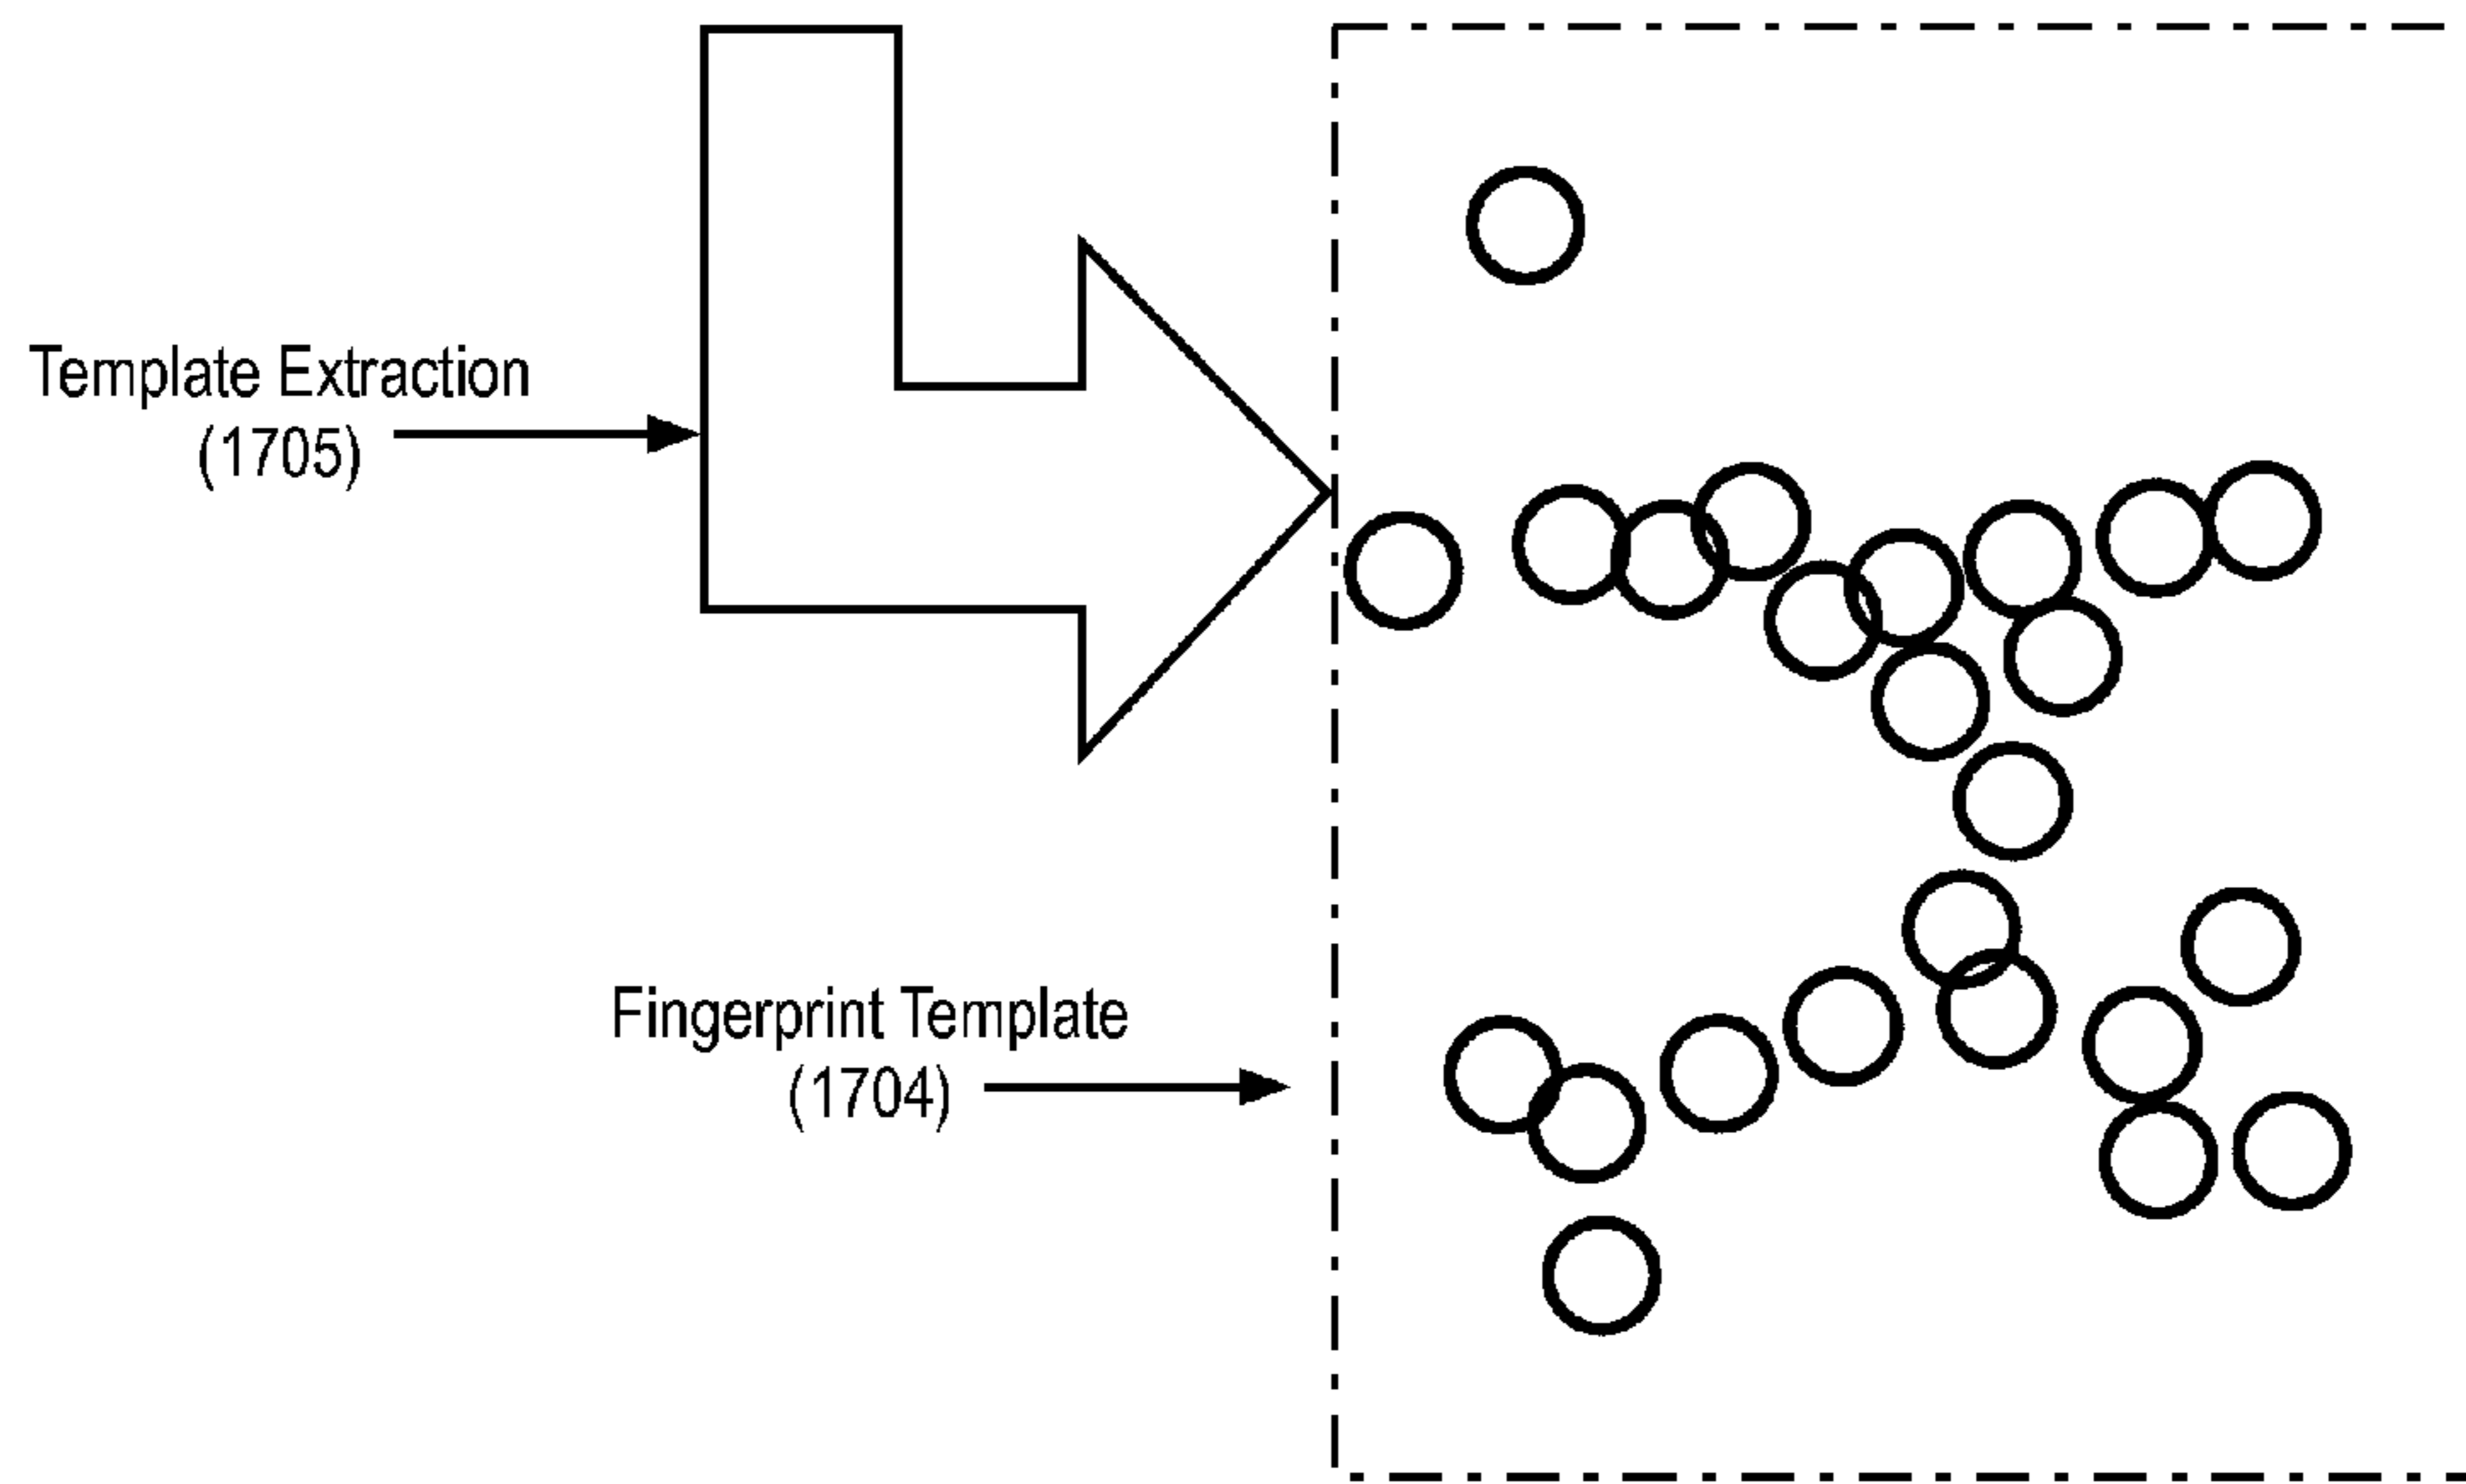 Template Extraction
(1705)
Fingerprint Template
(1704)